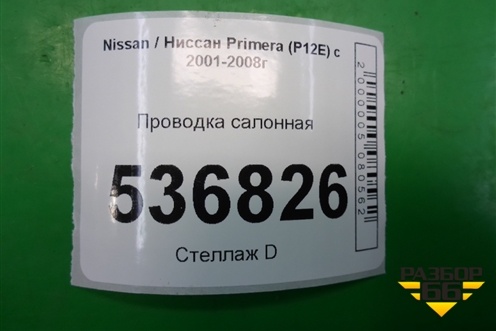 Nissan / Ниссан Primera (P12E) с
2001-2008г
Проводка салонная
536826
Стеллаж D
2000005080562
РАЗБОР
66